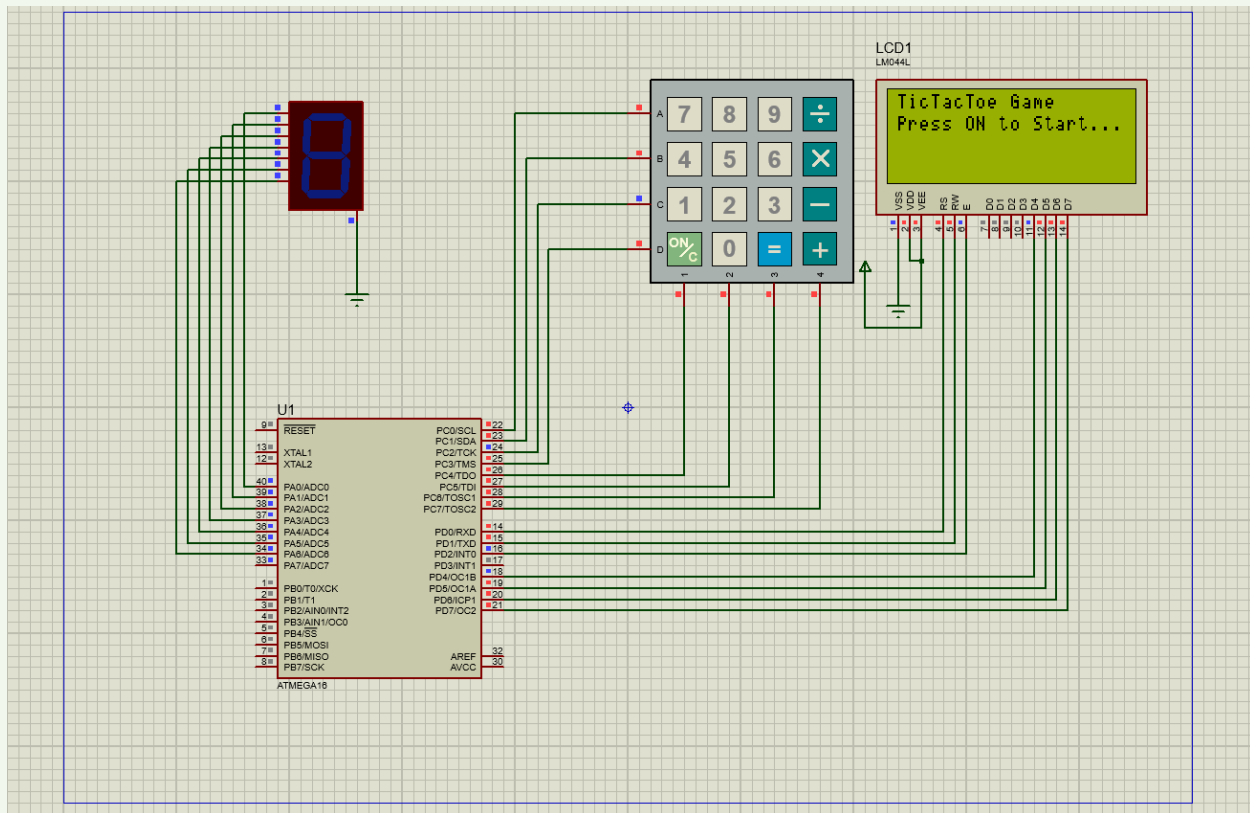 LCD1
LM044L
TicTacToe Game
Press ON to Start...
VSS VDD VEE RS RW E D0 D1 D2 D3 D4 D5 D6 D7
1 2 3 4 5 6 7 8 9 10 11 12 13 14
A 7 8 9 ÷
B 4 5 6 ×
C 1 2 3 −
D ON/C 0 = +
1 2 3 4
U1
9 RESET
13 XTAL1
12 XTAL2
40 PA0/ADC0
39 PA1/ADC1
38 PA2/ADC2
37 PA3/ADC3
36 PA4/ADC4
35 PA5/ADC5
34 PA6/ADC6
33 PA7/ADC7
1 PB0/T0/XCK
2 PB1/T1
3 PB2/AIN0/INT2
4 PB3/AIN1/OC0
5 PB4/SS
6 PB5/MOSI
7 PB6/MISO
8 PB7/SCK
PC0/SCL 22
PC1/SDA 23
PC2/TCK 24
PC3/TMS 25
PC4/TDO 26
PC5/TDI 27
PC6/TOSC1 28
PC7/TOSC2 29
PD0/RXD 14
PD1/TXD 15
PD2/INT0 16
PD3/INT1 17
PD4/OC1B 18
PD5/OC1A 19
PD6/ICP1 20
PD7/OC2 21
AREF 32
AVCC 30
ATMEGA16